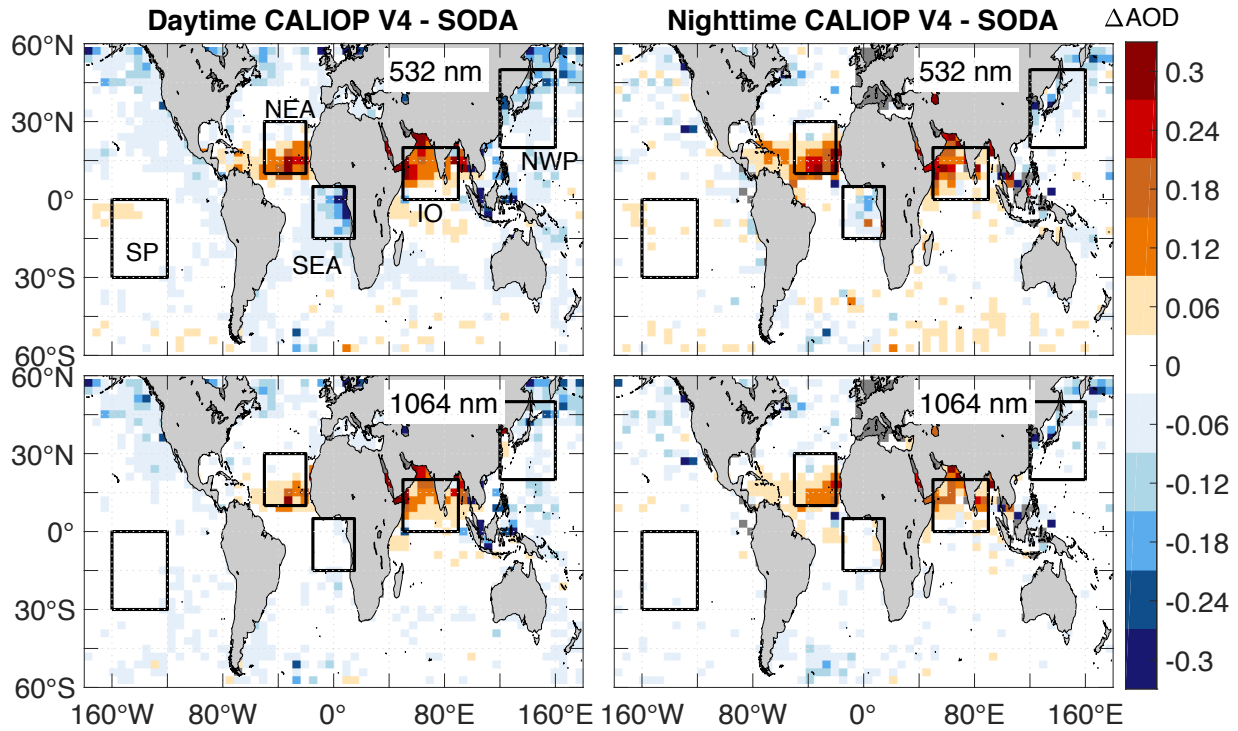 Daytime CALIOP V4 - SODA
Nighttime CALIOP V4 - SODA
ΔAOD
60°N
30°N
0°
30°S
60°S
532 nm
NEA
NWP
IO
SP
SEA
532 nm
0.3
0.24
0.18
0.12
0.06
0
-0.06
-0.12
-0.18
-0.24
-0.3
60°N
30°N
0°
30°S
60°S
1064 nm
1064 nm
160°W
80°W
0°
80°E
160°E
160°W
80°W
0°
80°E
160°E